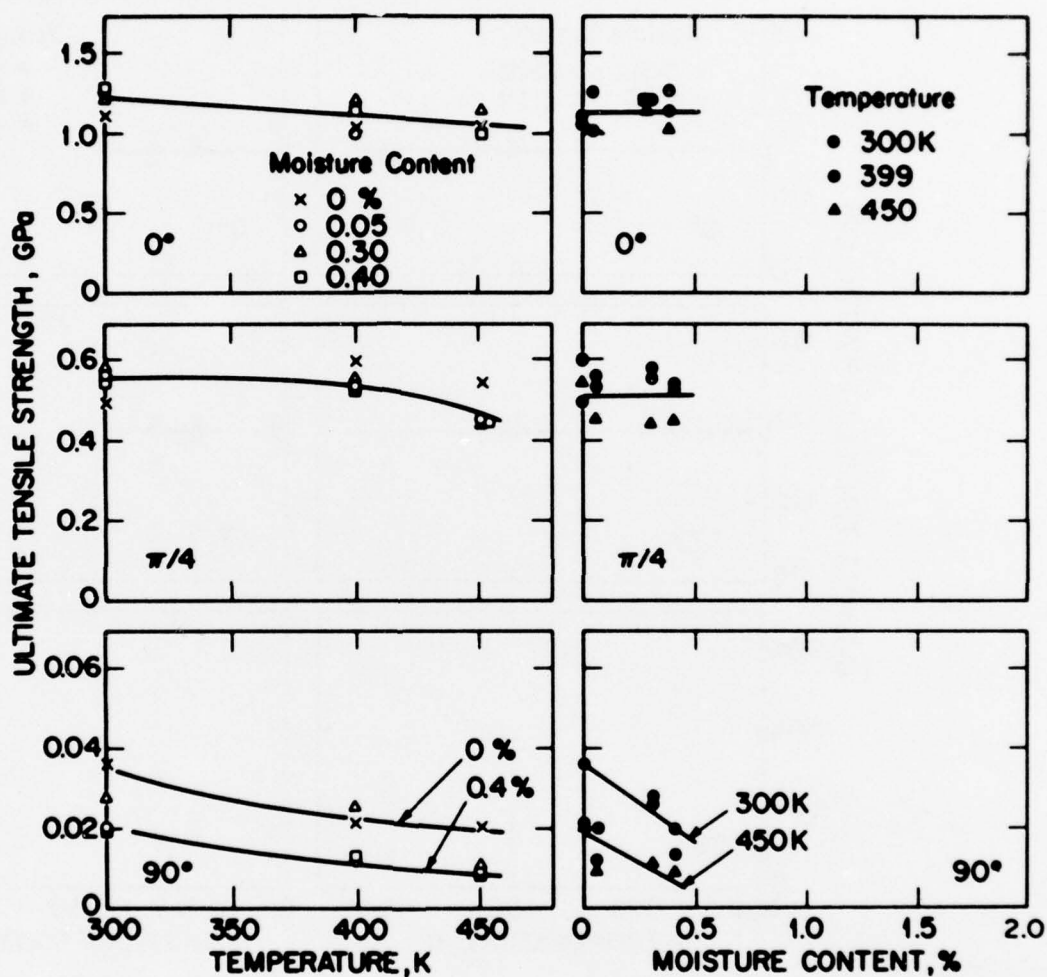 ULTIMATE TENSILE STRENGTH, GPa
1.5
1.0
0.5
0
Moisture Content
× 0 %
○ 0.05
△ 0.30
□ 0.40
0°
Temperature
● 300K
● 399
▲ 450
0°
0.6
0.4
0.2
0
π/4
π/4
0.06
0.04
0.02
0
0 %
0.4%
90°
300K
450K
90°
300
350
400
450
TEMPERATURE, K
0
0.5
1.0
1.5
2.0
MOISTURE CONTENT, %